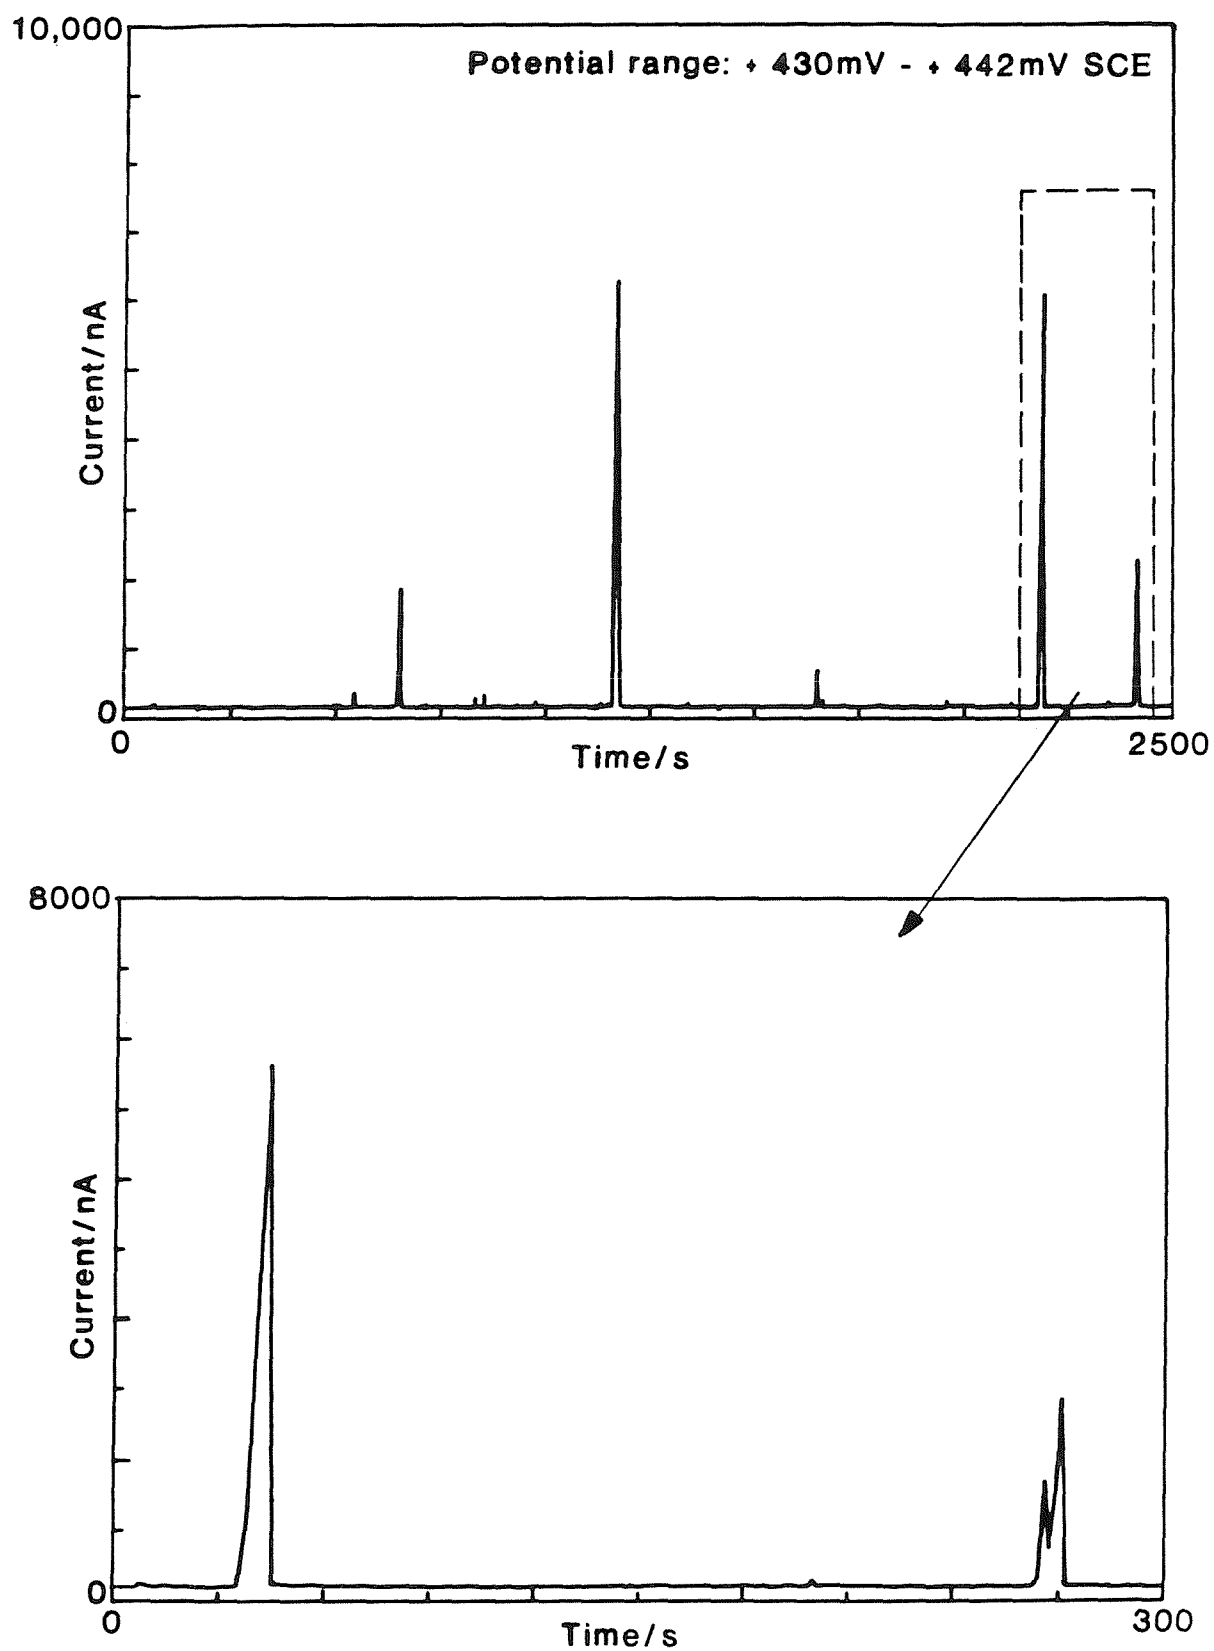 10,000
Potential range: + 430mV - + 442mV SCE
Current/nA
0
0
2500
Time/s
8000
Current/nA
0
0
300
Time/s